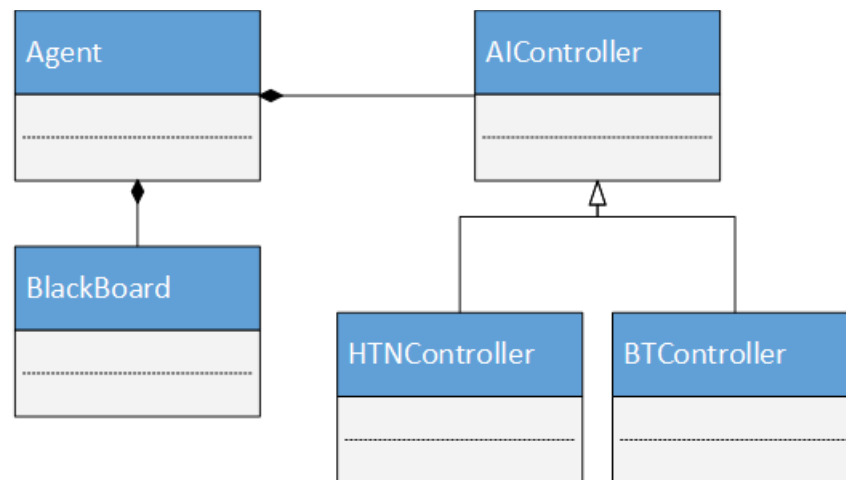 Agent
AIController
BlackBoard
HTNController
BTController